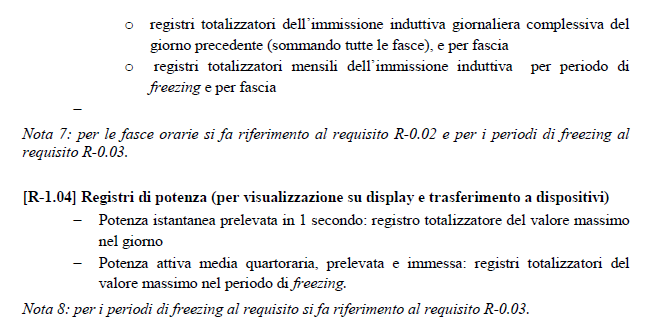 o registri totalizzatori dell'immissione induttiva giornaliera complessiva del
giorno precedente (sommando tutte le fasce), e per fascia
o registri totalizzatori mensili dell'immissione induttiva per periodo di
freezing e per fascia
–
Nota 7: per le fasce orarie si fa riferimento al requisito R-0.02 e per i periodi di freezing al
requisito R-0.03.
[R-1.04] Registri di potenza (per visualizzazione su display e trasferimento a dispositivi)
– Potenza istantanea prelevata in 1 secondo: registro totalizzatore del valore massimo
nel giorno
– Potenza attiva media quartoraria, prelevata e immessa: registri totalizzatori del
valore massimo nel periodo di freezing.
Nota 8: per i periodi di freezing al requisito si fa riferimento al requisito R-0.03.